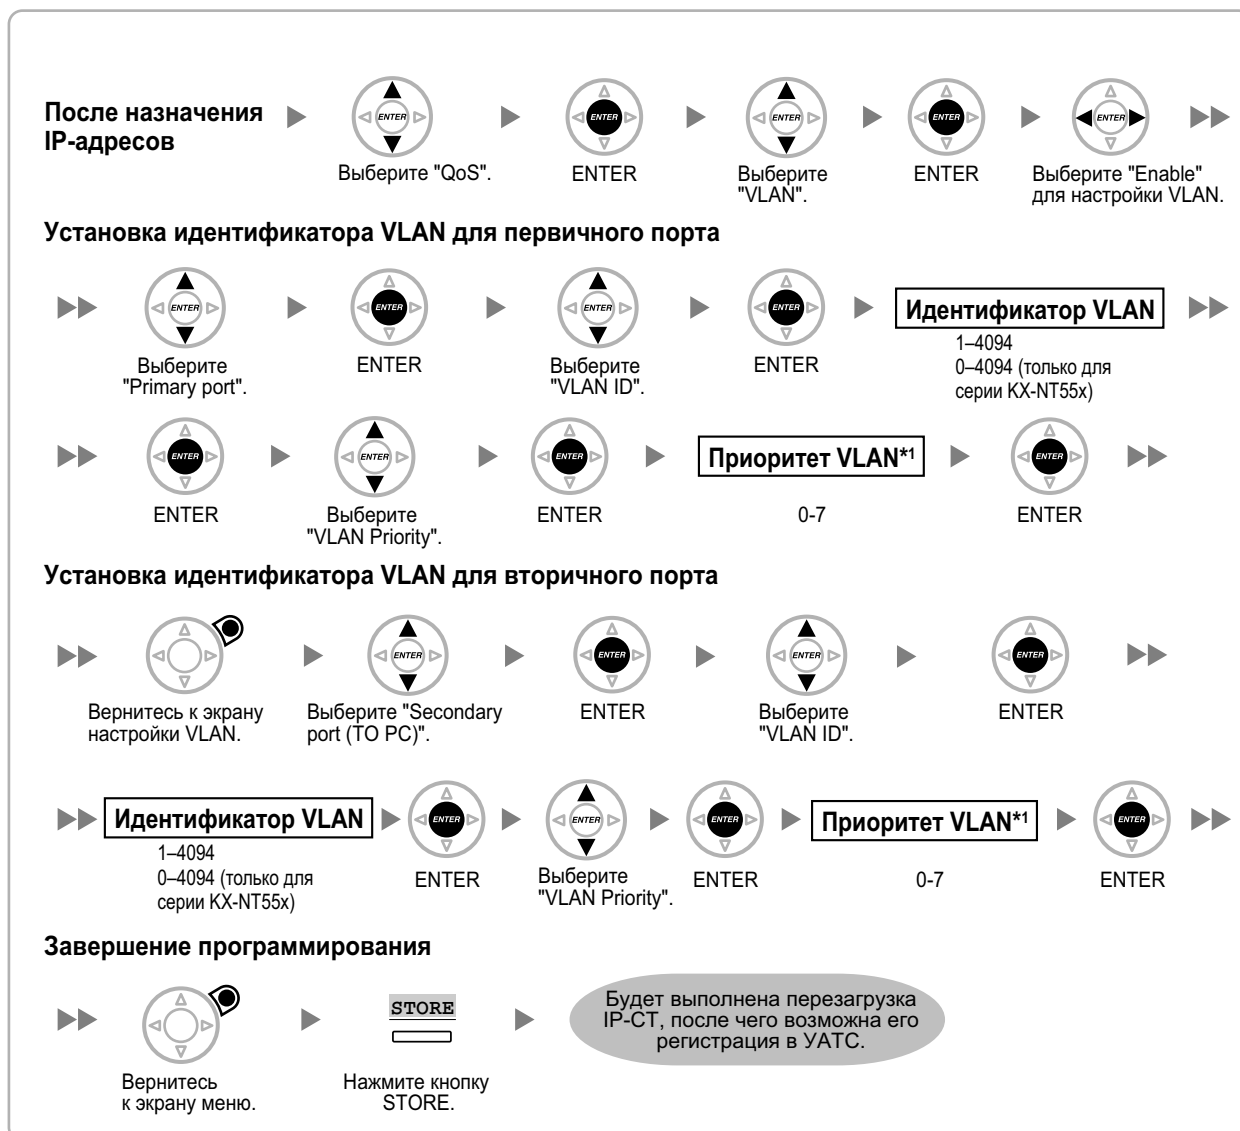 После назначения
IP-адресов
ENTER
Выберите "QoS".
ENTER
ENTER
ENTER
Выберите
"VLAN".
ENTER
ENTER
ENTER
Выберите "Enable"
для настройки VLAN.
Установка идентификатора VLAN для первичного порта
ENTER
Выберите
"Primary port".
ENTER
ENTER
ENTER
Выберите
"VLAN ID".
ENTER
ENTER
Идентификатор VLAN
1–4094
0–4094 (только для
серии KX-NT55x)
ENTER
ENTER
ENTER
Выберите
"VLAN Priority".
ENTER
ENTER
Приоритет VLAN*1
0-7
ENTER
ENTER
Установка идентификатора VLAN для вторичного порта
Вернитесь к экрану
настройки VLAN.
ENTER
Выберите "Secondary
port (TO PC)".
ENTER
ENTER
ENTER
Выберите
"VLAN ID".
ENTER
ENTER
Идентификатор VLAN
1–4094
0–4094 (только для
серии KX-NT55x)
ENTER
ENTER
ENTER
Выберите
"VLAN Priority".
ENTER
ENTER
Приоритет VLAN*1
0-7
ENTER
ENTER
Завершение программирования
Вернитесь
к экрану меню.
STORE
Нажмите кнопку
STORE.
Будет выполнена перезагрузка
IP-СТ, после чего возможна его
регистрация в УАТС.